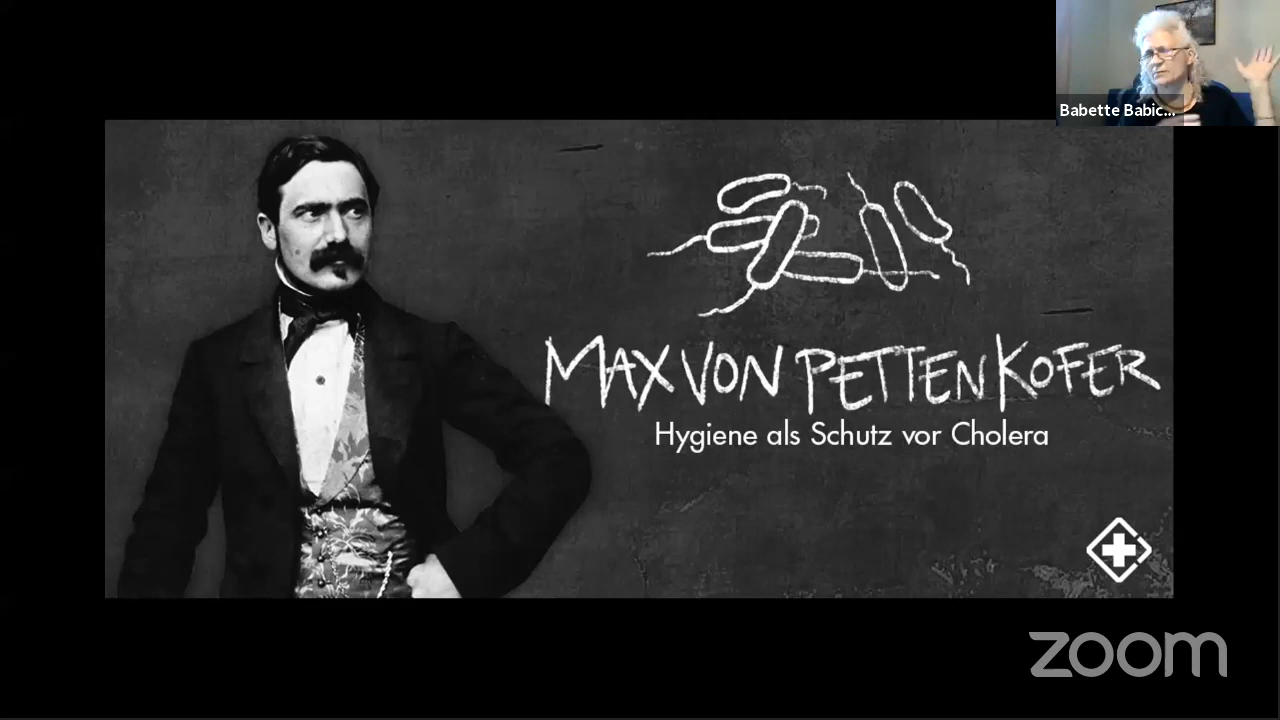 Babette Babic...
MAX VON PETTENKOFER
Hygiene als Schutz vor Cholera
zoom